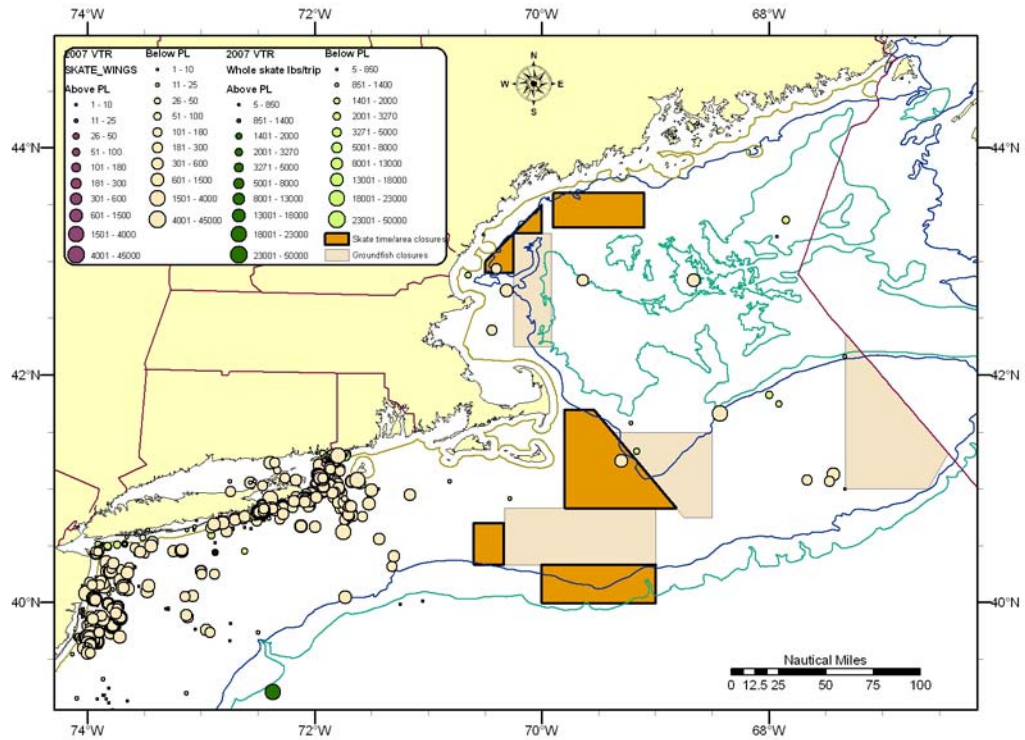 74°W 72°W 70°W 68°W
2007 VTR
SKATE_WINGS
Above PL
1 - 10
11 - 25
26 - 50
51 - 100
101 - 180
181 - 300
301 - 600
601 - 1500
1501 - 4000
4001 - 45000
Below PL
1 - 10
11 - 25
26 - 50
51 - 100
101 - 180
181 - 300
301 - 600
601 - 1500
1501 - 4000
4001 - 45000
2007 VTR
Whole skate lbs/trip
Above PL
5 - 850
851 - 1400
1401 - 2000
2001 - 3270
3271 - 5000
5001 - 8000
8001 - 13000
13001 - 18000
18001 - 23000
23001 - 50000
Below PL
5 - 850
851 - 1400
1401 - 2000
2001 - 3270
3271 - 5000
5001 - 8000
8001 - 13000
13001 - 18000
18001 - 23000
23001 - 50000
Skate time/area closures
Groundfish closures
N
W E
S
44°N 44°N
42°N 42°N
40°N 40°N
Nautical Miles
0 12.5 25 50 75 100
74°W 72°W 70°W 68°W